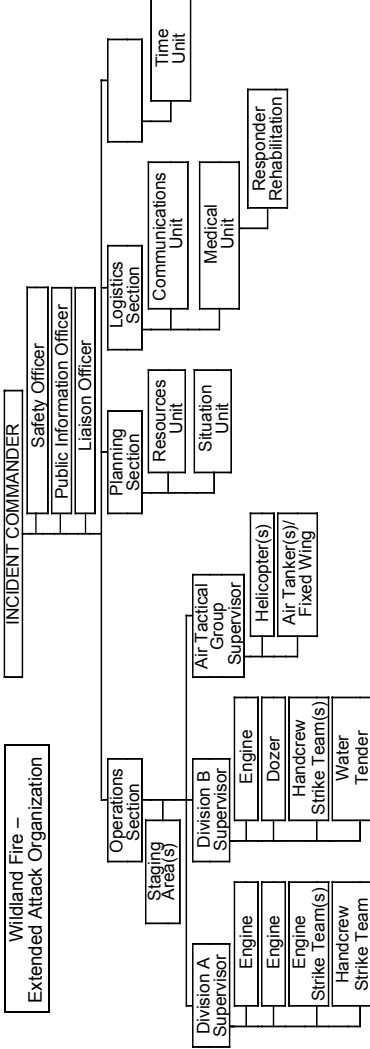 Wildland Fire –
Extended Attack Organization
INCIDENT COMMANDER
Safety Officer
Public Information Officer
Liaison Officer
Operations
Section
Staging
Area(s)
Planning
Section
Resources
Unit
Situation
Unit
Logistics
Section
Communications
Unit
Medical
Unit
Responder
Rehabilitation
Time
Unit
Division A
Supervisor
Engine
Engine
Engine
Strike Team(s)
Handcrew
Strike Team
Division B
Supervisor
Engine
Dozer
Handcrew
Strike Team(s)
Water
Tender
Air Tactical
Group
Supervisor
Helicopter(s)
Air Tanker(s)/
Fixed Wing